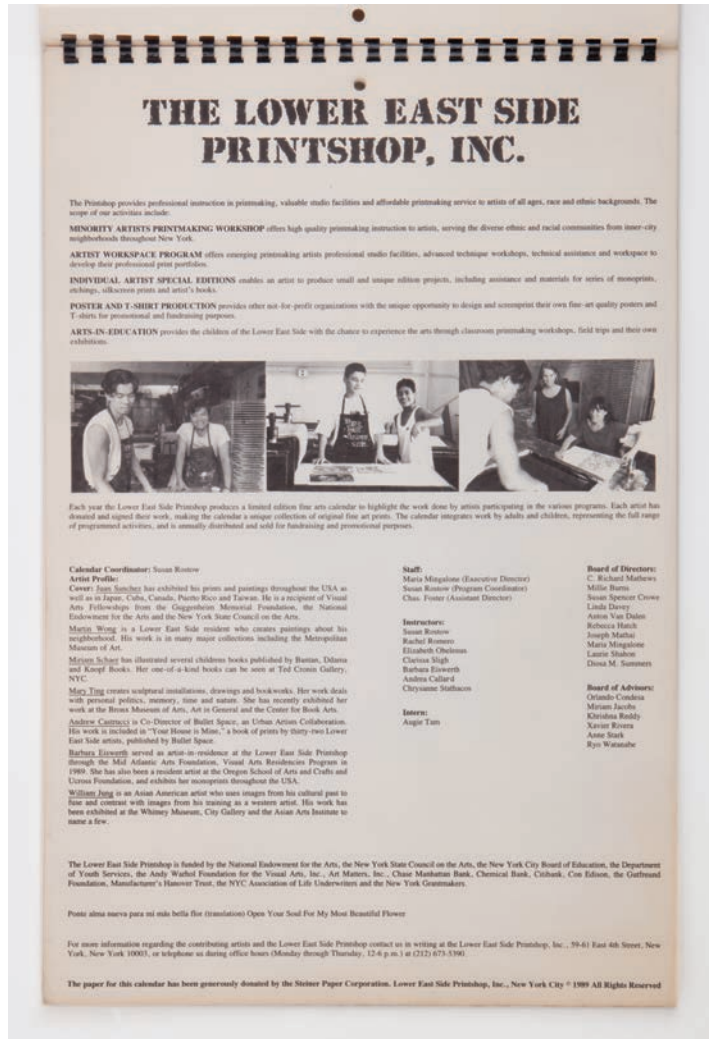 THE LOWER EAST SIDE
PRINTSHOP, INC.
The Printshop provides professional instruction in printmaking, valuable studio facilities and affordable printmaking service to artists of all ages, race and ethnic backgrounds. The
scope of our activities include:
MINORITY ARTISTS PRINTMAKING WORKSHOP offers high quality printmaking instruction to artists, serving the diverse ethnic and racial communities from inner-city
neighborhoods throughout New York.
ARTIST WORKSPACE PROGRAM offers emerging printmaking artists professional studio facilities, advanced technique workshops, technical assistance and workspace to
develop their professional print portfolios.
INDIVIDUAL ARTIST SPECIAL EDITIONS enables an artist to produce small and unique edition projects, including assistance and materials for series of monoprints,
etchings, silkscreen prints and artist's books.
POSTER AND T-SHIRT PRODUCTION provides other not-for-profit organizations with the unique opportunity to design and screenprint their own fine-art quality posters and
T-shirts for promotional and fundraising purposes.
ARTS-IN-EDUCATION provides the children of the Lower East Side with the chance to experience the arts through classroom printmaking workshops, field trips and their own
exhibitions.
Each year the Lower East Side Printshop produces a limited edition fine arts calendar to highlight the work done by artists participating in the various programs. Each artist has
donated and signed their work, making the calendar a unique collection of original fine art prints. The calendar integrates work by adults and children, representing the full range
of programmed activities, and is annually distributed and sold for fundraising and promotional purposes.
Calendar Coordinator: Susan Rostow
Artist Profile:
Cover: Juan Sanchez has exhibited his prints and paintings throughout the USA as
well as in Japan, Cuba, Canada, Puerto Rico and Taiwan. He is a recipient of Visual
Arts Fellowships from the Guggenheim Memorial Foundation, the National
Endowment for the Arts and the New York State Council on the Arts.
Martin Wong is a Lower East Side resident who creates paintings about his
neighborhood. His work is in many major collections including the Metropolitan
Museum of Art.
Miriam Schaer has illustrated several childrens books published by Bantan, Ddama
and Knopf Books. Her one-of-a-kind books can be seen at Ted Cronin Gallery,
NYC
Mary Ting creates sculptural installations, drawings and bookworks. Her work deals
with personal politics, memory, time and nature. She has recently exhibited her
work at the Bronx Museum of Arts, Art in General and the Center for Book Arts.
Andrew Castrucci is Co-Director of Bullet Space, an Urban Artists Collaboration.
His work is included in "Your House is Mine," a book of prints by thirty-two Lower
East Side artists, published by Bullet Space.
Barbara Eiswerth served as artist-in-residence at the Lower East Side Printshop
through the Mid Atlantic Arts Foundation, Visual Arts Residencies Program in
1989. She has also been a resident artist at the Oregon School of Arts and Crafts and
Ucross Foundation, and exhibits her monoprints throughout the USA.
William Jung is an Asian American artist who uses images from his cultural past to
fuse and contrast with images from his training as a western artist. His work has
been exhibited at the Whitney Museum, City Gallery and the Asian Arts Institute to
name a few.
Staff:
Maria Mingalone (Executive Director)
Susan Rostow (Program Coordinator)
Chas. Foster (Assistant Director)
Instructors:
Susan Rostow
Rachel Romero
Elizabeth Obelenus
Clarissa Sligh
Barbara Eiswerth
Andrea Callard
Chrysanne Stathacos
Intern:
Augie Tam
Board of Directors:
C. Richard Mathews
Millie Burns
Susan Spencer Crowe
Linda Davey
Anton Van Dalen
Rebecca Hatch
Joseph Mathai
Maria Mingalone
Laurie Shahon
Diosa M. Summers
Board of Advisors:
Orlando Condesa
Miriam Jacobs
Khrishna Reddy
Xavier Rivera
Anne Stark
Ryo Watanabe
The Lower East Side Printshop is funded by the National Endowment for the Arts, the New York State Council on the Arts, the New York City Board of Education, the Department
of Youth Services, the Andy Warhol Foundation for the Visual Arts, Inc., Art Matters, Inc., Chase Manhattan Bank, Chemical Bank, Citibank, Con Edison, the Gutfreund
Foundation, Manufacturer's Hanover Trust, the NYC Association of Life Underwriters and the New York Grantmakers.
Ponte alma nueva para mi más bella flor (translation) Open Your Soul For My Most Beautiful Flower
For more information regarding the contributing artists and the Lower East Side Printshop contact us in writing at the Lower East Side Printshop, Inc., 59-61 East 4th Street, New
York, New York 10003, or telephone us during office hours (Monday through Thursday, 12-6 p.m.) at (212) 673-5390.
The paper for this calendar has been generously donated by the Steiner Paper Corporation. Lower East Side Printshop, Inc., New York City © 1989 All Rights Reserved